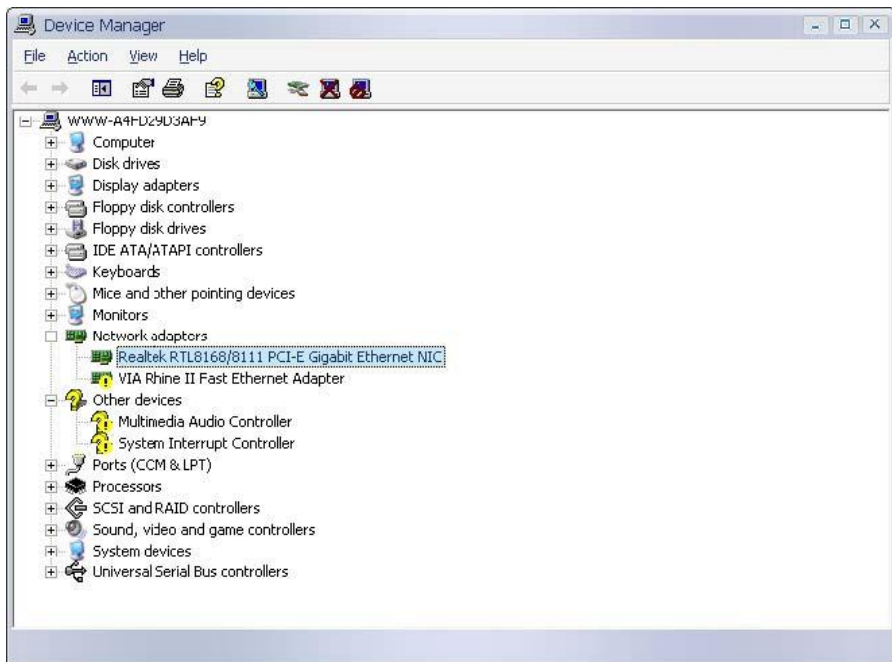 Device Manager
File Action View Help
WWW-A4FD29D3AF9
Computer
Disk drives
Display adapters
Floppy disk controllers
Floppy disk drives
IDE ATA/ATAPI controllers
Keyboards
Mice and other pointing devices
Monitors
Network adapters
Realtek RTL8168/8111 PCI-E Gigabit Ethernet NIC
VIA Rhine II Fast Ethernet Adapter
Other devices
Multimedia Audio Controller
System Interrupt Controller
Ports (CCM & LPT)
Processors
SCSI and RAID controllers
Sound, video and game controllers
System devices
Universal Serial Bus controllers